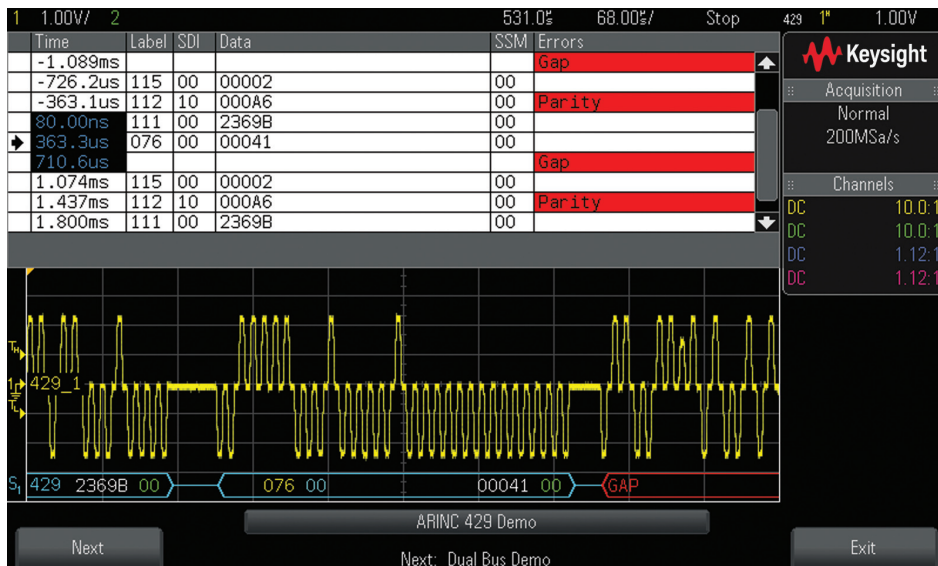 1 1.00V/ 2 531.0s 68.00s/ Stop 429 1 1.00V
Time Label SDI Data SSM Errors
-1.089ms Gap
-726.2us 115 00 00002 00
-363.1us 112 10 000A6 00 Parity
80.00ns 111 00 2369B 00
363.3us 076 00 00041 00
710.6us Gap
1.074ms 115 00 00002 00
1.437ms 112 10 000A6 00 Parity
1.800ms 111 00 2369B 00
Keysight
Acquisition
Normal
200MSa/s
Channels
DC 10.0:1
DC 10.0:1
DC 1.12:1
DC 1.12:1
TH
1 429_1
TL
S1 429 2369B 00 076 00 00041 00 GAP
ARINC 429 Demo
Next Next: Dual Bus Demo Exit